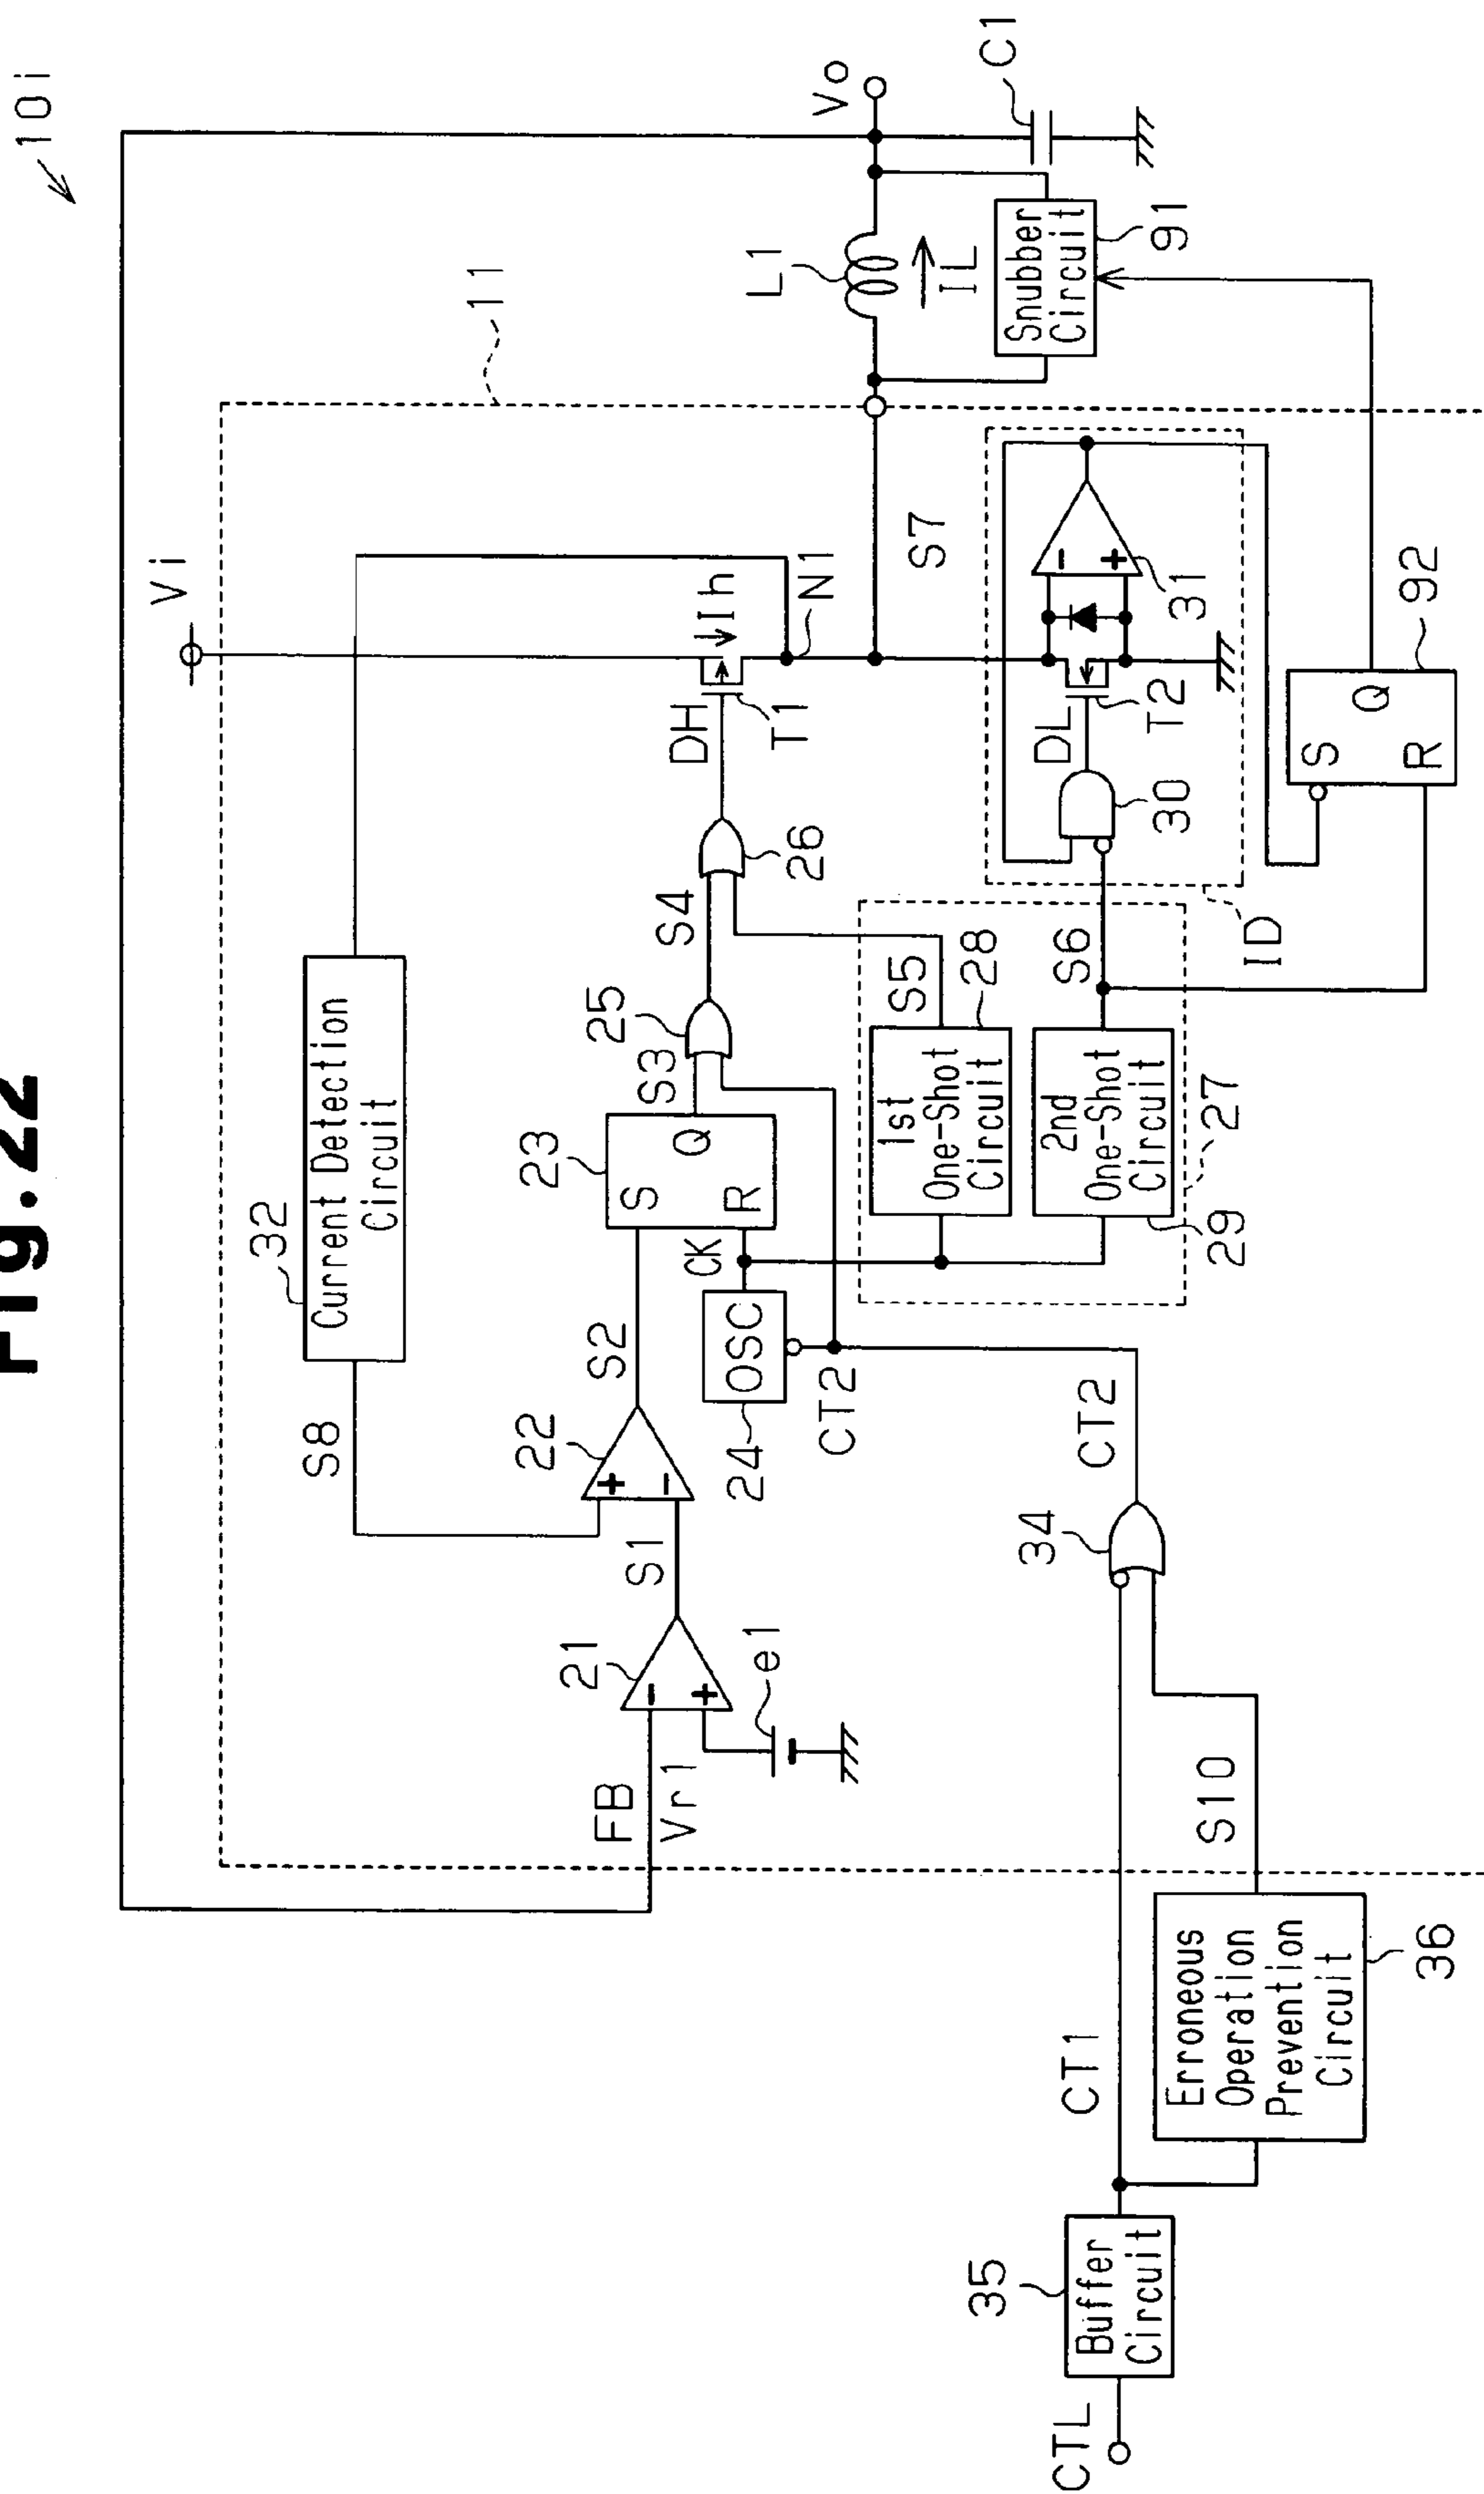 Fig.22
10i
Vi
11
32
Current Detection
Circuit
S8
In
T1
DH
N1
26
S4
25
S3
23
S
Q
R
CK
S2
22
+
-
S1
21
-
+
FB
Vr1
e1
OSC
24
CT2
S5
1st
One-Shot
Circuit
28
2nd
One-Shot
Circuit
29
27
S6
S7
L1
IL
Vo
C1
Snubber
Circuit
91
-
+
31
DL
T2
30
ID
S
Q
R
92
CT2
34
S10
CT1
Erroneous
Operation
Prevention
Circuit
36
35
Buffer
Circuit
CTL